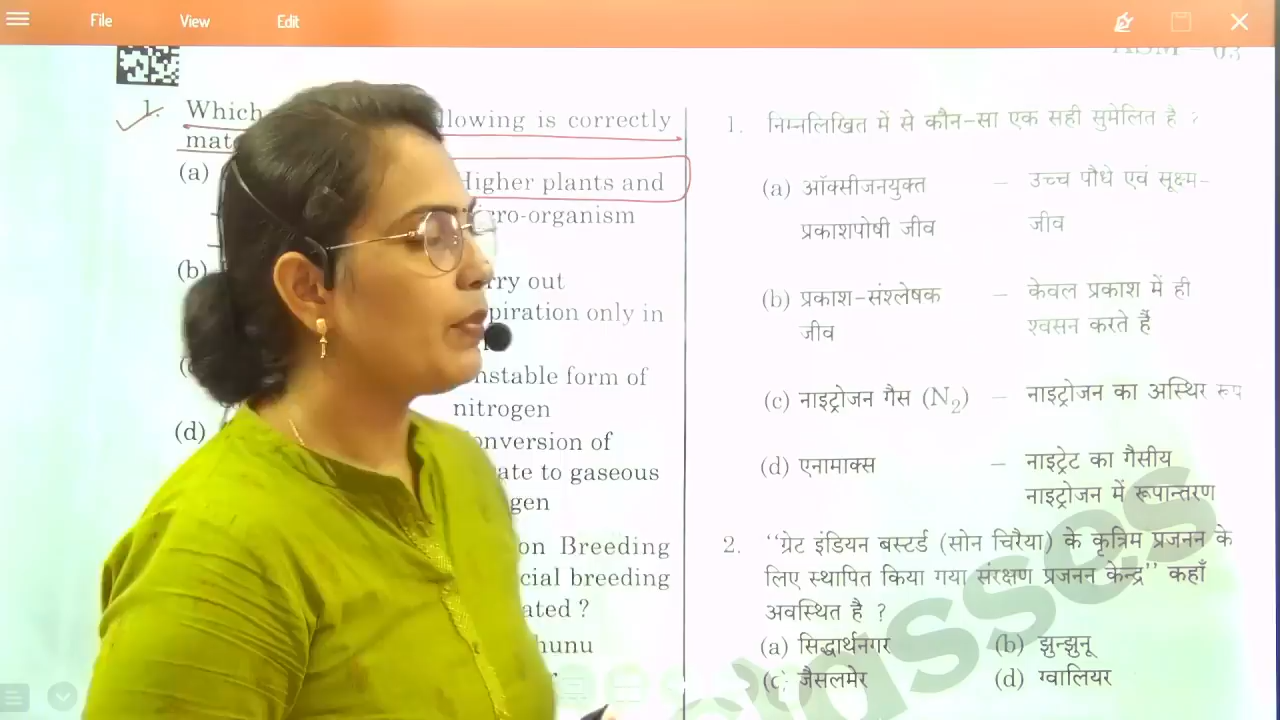 File View Edit
1. Which llowing is correctly
mat
(a) Higher plants and
icro-organism
(b) rry out
piration only in
nstable form of
nitrogen
(d) onversion of
ate to gaseous
gen
on Breeding
cial breeding
ated ?
hunu
1. निम्नलिखित में से कौन-सा एक सही सुमेलित है ?
(a) ऑक्सीजनयुक्त – उच्च पौधे एवं सूक्ष्म-
प्रकाशपोषी जीव जीव
(b) प्रकाश-संश्लेषक – केवल प्रकाश में ही
जीव श्वसन करते हैं
(c) नाइट्रोजन गैस (N₂) – नाइट्रोजन का अस्थिर रूप
(d) एनामाक्स – नाइट्रेट का गैसीय
नाइट्रोजन में रूपान्तरण
2. ‘‘ग्रेट इंडियन बस्टर्ड (सोन चिरैया) के कृत्रिम प्रजनन के
लिए स्थापित किया गया संरक्षण प्रजनन केन्द्र’’ कहाँ
अवस्थित है ?
(a) सिद्धार्थनगर (b) झुन्झुनू
(c) जैसलमेर (d) ग्वालियर